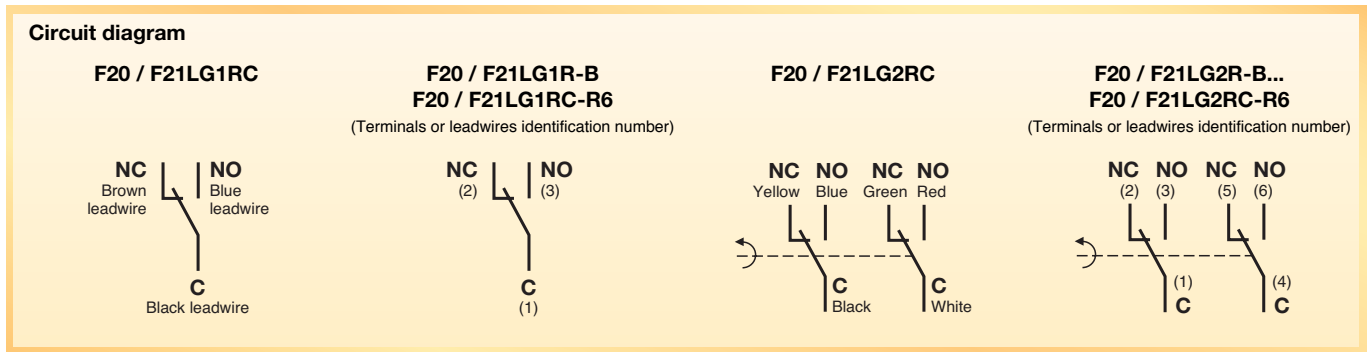 Circuit diagram
F20 / F21LG1RC
NC NO
Brown leadwire
Blue leadwire
C
Black leadwire
F20 / F21LG1R-B
F20 / F21LG1RC-R6
(Terminals or leadwires identification number)
NC NO
(2) (3)
C
(1)
F20 / F21LG2RC
NC NO NC NO
Yellow Blue Green Red
C C
Black White
F20 / F21LG2R-B...
F20 / F21LG2RC-R6
(Terminals or leadwires identification number)
NC NO NC NO
(2) (3) (5) (6)
(1) (4)
C C